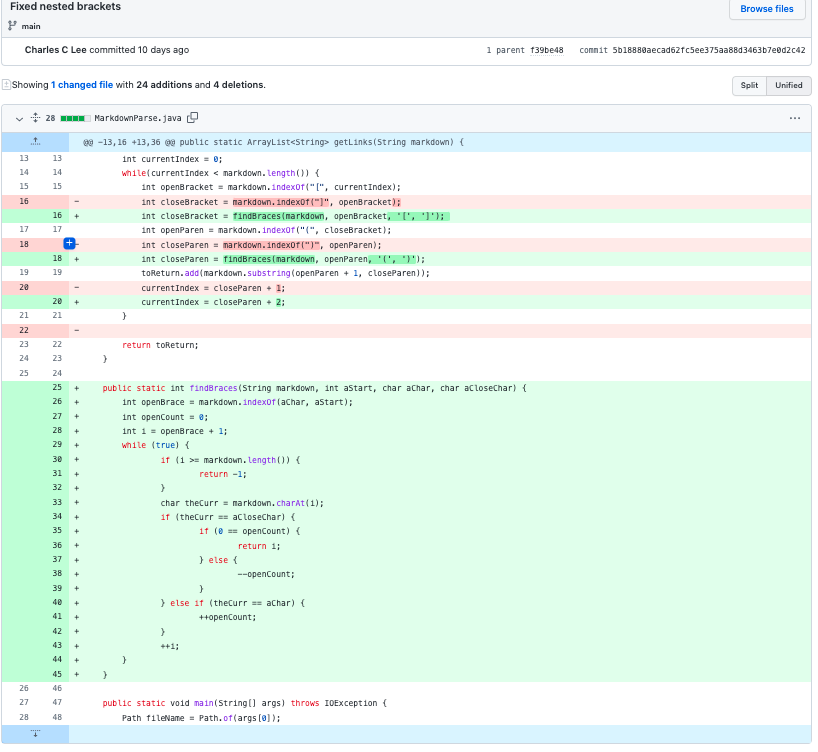 Fixed nested brackets
Browse files
main
Charles C Lee committed 10 days ago
1 parent f39be48 commit 5b18880aecad62fc5ee375aa88d3463b7e0d2c42
Showing 1 changed file with 24 additions and 4 deletions.
Split Unified
28 MarkdownParse.java
@@ -13,16 +13,36 @@ public static ArrayList<String> getLinks(String markdown) {
13 13 int currentIndex = 0;
14 14 while(currentIndex < markdown.length()) {
15 15 int openBracket = markdown.indexOf("[", currentIndex);
16 - int closeBracket = markdown.indexOf("]", openBracket);
16 + int closeBracket = findBraces(markdown, openBracket, '[', ']');
17 17 int openParen = markdown.indexOf("(", closeBracket);
18 - int closeParen = markdown.indexOf(")", openParen);
18 + int closeParen = findBraces(markdown, openParen, '(', ')');
19 19 toReturn.add(markdown.substring(openParen + 1, closeParen));
20 - currentIndex = closeParen + 1;
20 + currentIndex = closeParen + 2;
21 21 }
22 -
23 22 return toReturn;
24 23 }
25 24
25 + public static int findBraces(String markdown, int aStart, char aChar, char aCloseChar) {
26 + int openBrace = markdown.indexOf(aChar, aStart);
27 + int openCount = 0;
28 + int i = openBrace + 1;
29 + while (true) {
30 + if (i >= markdown.length()) {
31 + return -1;
32 + }
33 + char theCurr = markdown.charAt(i);
34 + if (theCurr == aCloseChar) {
35 + if (0 == openCount) {
36 + return i;
37 + } else {
38 + --openCount;
39 + }
40 + } else if (theCurr == aChar) {
41 + ++openCount;
42 + }
43 + ++i;
44 + }
45 + }
26 46
27 47 public static void main(String[] args) throws IOException {
28 48 Path fileName = Path.of(args[0]);